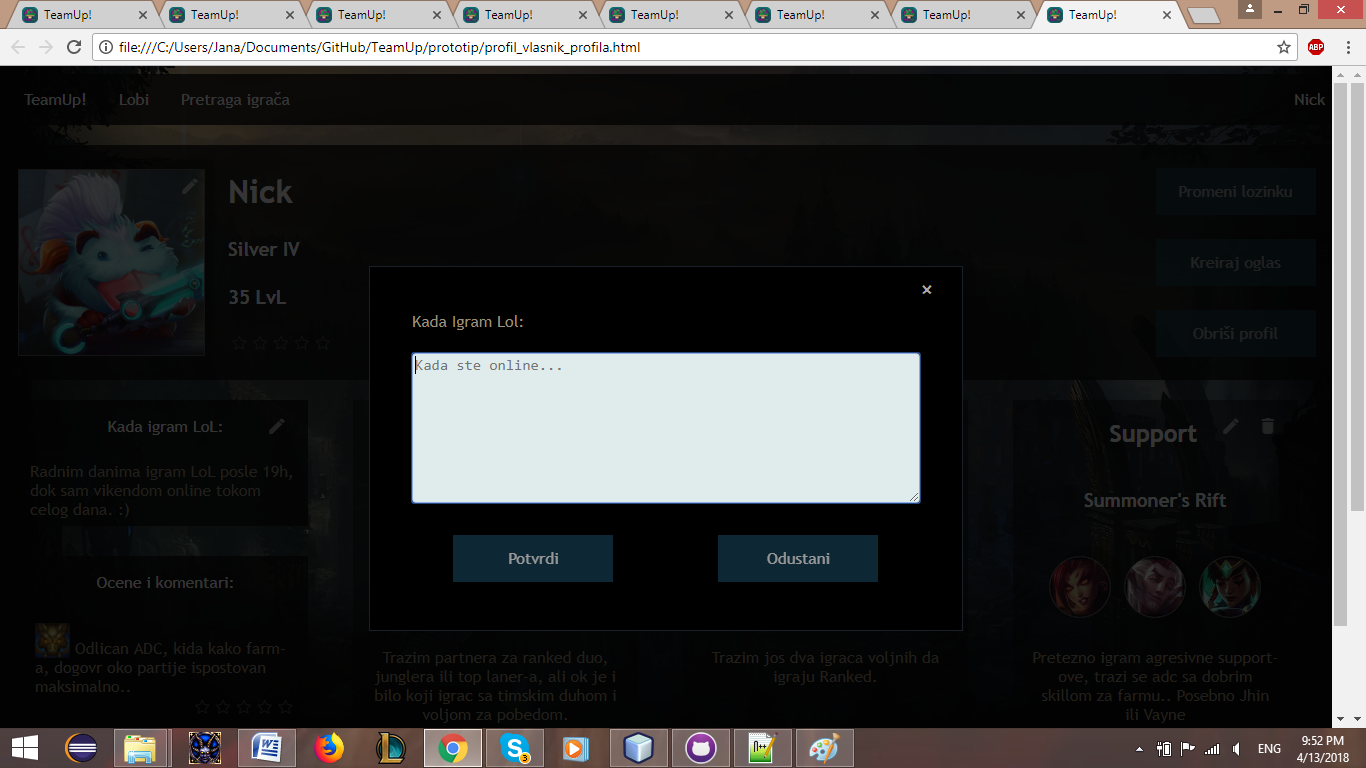 TeamUp! TeamUp! TeamUp! TeamUp! TeamUp! TeamUp! TeamUp! TeamUp!
file:///C:/Users/Jana/Documents/GitHub/TeamUp/prototip/profil_vlasnik_profila.html
ABP
TeamUp! Lobi Pretraga igrača Nick
Nick
Silver IV
35 LvL
Promeni lozinku
Kreiraj oglas
Obriši profil
×
Kada Igram Lol:
Kada ste online...
Potvrdi Odustani
Kada igram LoL:
Radnim danima igram LoL posle 19h,
dok sam vikendom online tokom
celog dana. :)
Ocene i komentari:
Odlican ADC, kida kako farm-
a, dogovr oko partije ispostovan
maksimalno..
Trazim partnera za ranked duo,
junglera ili top laner-a, ali ok je i
bilo koji igrac sa timskim duhom i
voljom za pobedom.
Trazim jos dva igraca voljnih da
igraju Ranked.
Support
Summoner's Rift
Pretezno igram agresivne support-
ove, trazi se adc sa dobrim
skillom za farmu.. Posebno Jhin
ili Vayne
3
ENG
9:52 PM
4/13/2018